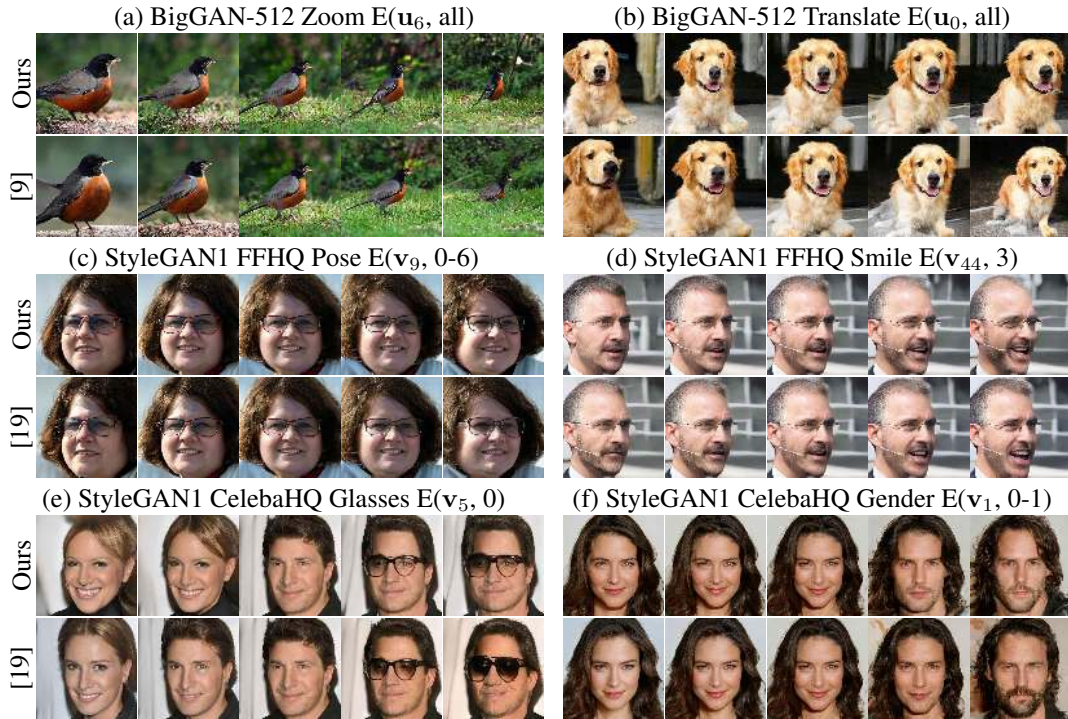 (a) BigGAN-512 Zoom E(u₆, all)
(b) BigGAN-512 Translate E(u₀, all)
Ours
[9]
(c) StyleGAN1 FFHQ Pose E(v₉, 0-6)
(d) StyleGAN1 FFHQ Smile E(v₄₄, 3)
Ours
[19]
(e) StyleGAN1 CelebaHQ Glasses E(v₅, 0)
(f) StyleGAN1 CelebaHQ Gender E(v₁, 0-1)
Ours
[19]